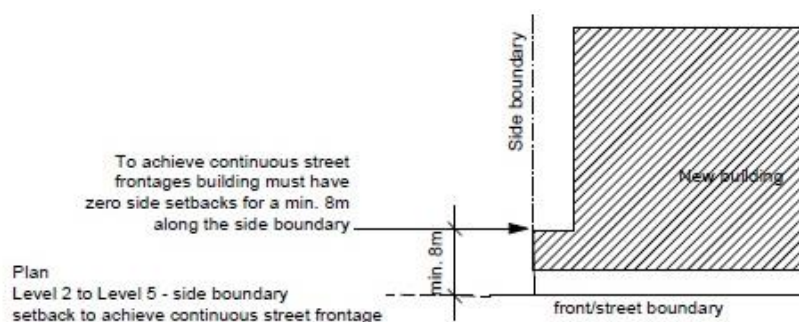 Side boundary
To achieve continuous street
frontages building must have
zero side setbacks for a min. 8m
along the side boundary
New building
min. 8m
Plan
Level 2 to Level 5 - side boundary
setback to achieve continuous street frontage
front/street boundary